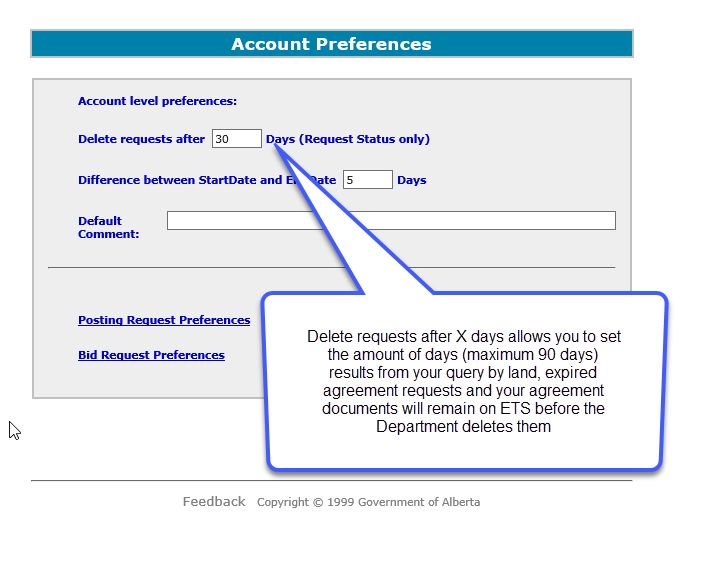 Account Preferences
Account level preferences:
Delete requests after 30 Days (Request Status only)
Difference between StartDate and Date 5 Days
Default
Comment:
Posting Request Preferences
Bid Request Preferences
Delete requests after X days allows you to set
the amount of days (maximum 90 days)
results from your query by land, expired
agreement requests and your agreement
documents will remain on ETS before the
Department deletes them
Feedback Copyright © 1999 Government of Alberta